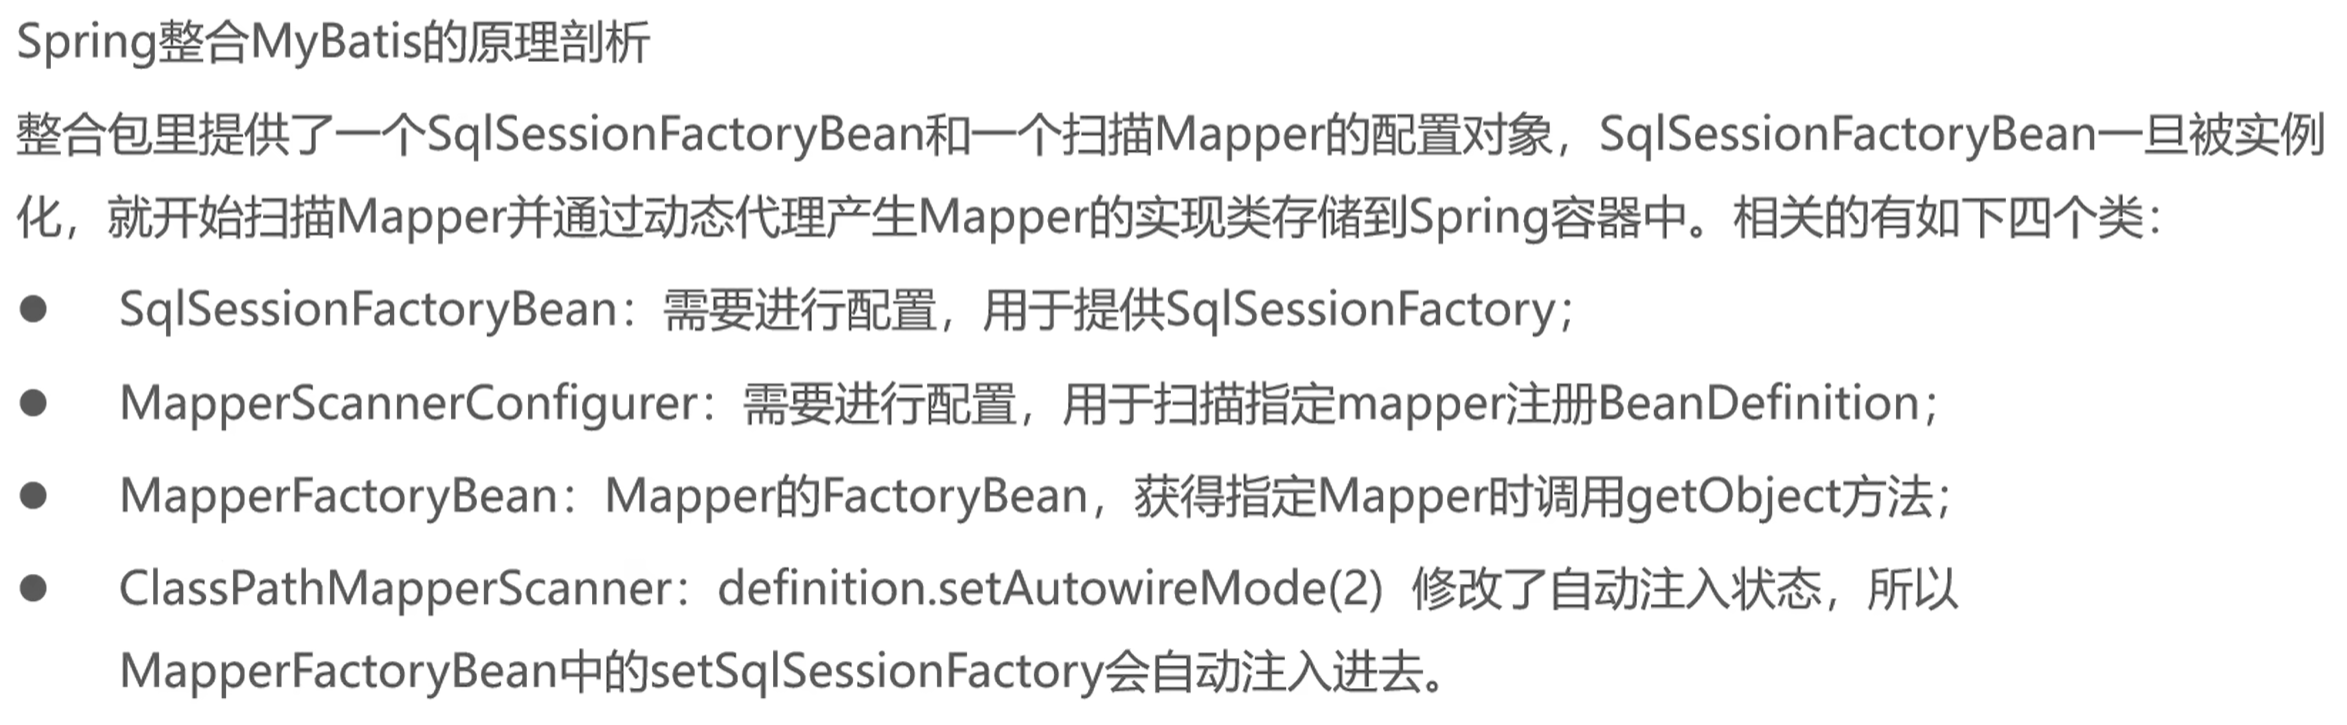 Spring整合MyBatis的原理剖析
整合包里提供了一个SqlSessionFactoryBean和一个扫描Mapper的配置对象，SqlSessionFactoryBean一旦被实例
化，就开始扫描Mapper并通过动态代理产生Mapper的实现类存储到Spring容器中。相关的有如下四个类：
● SqlSessionFactoryBean：需要进行配置，用于提供SqlSessionFactory；
● MapperScannerConfigurer：需要进行配置，用于扫描指定mapper注册BeanDefinition；
● MapperFactoryBean：Mapper的FactoryBean，获得指定Mapper时调用getObject方法；
● ClassPathMapperScanner：definition.setAutowireMode(2) 修改了自动注入状态，所以
MapperFactoryBean中的setSqlSessionFactory会自动注入进去。